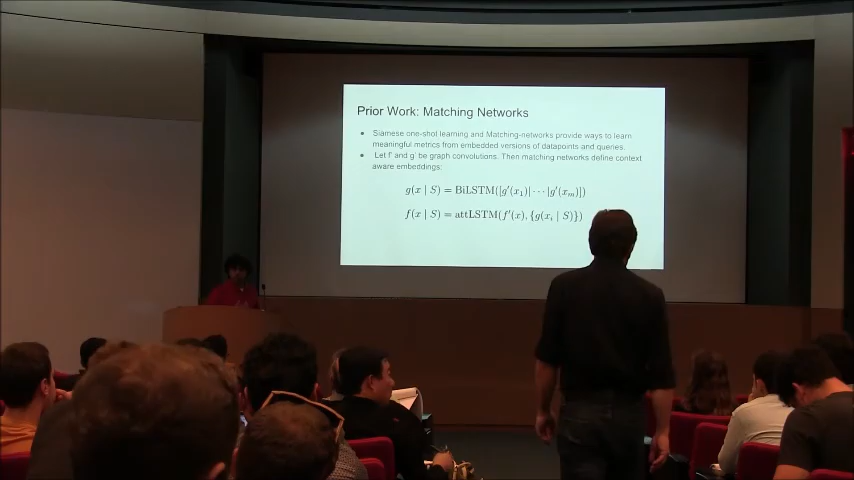 Prior Work: Matching Networks
● Siamese one-shot learning and Matching-networks provide ways to learn
meaningful metrics from embedded versions of datapoints and queries.
● Let f' and g' be graph convolutions. Then matching networks define context
aware embeddings:
g(x | S) = BiLSTM([g'(x₁)| ··· |g'(xₘ)])
f(x | S) = attLSTM(f'(x), {g(xᵢ | S)})